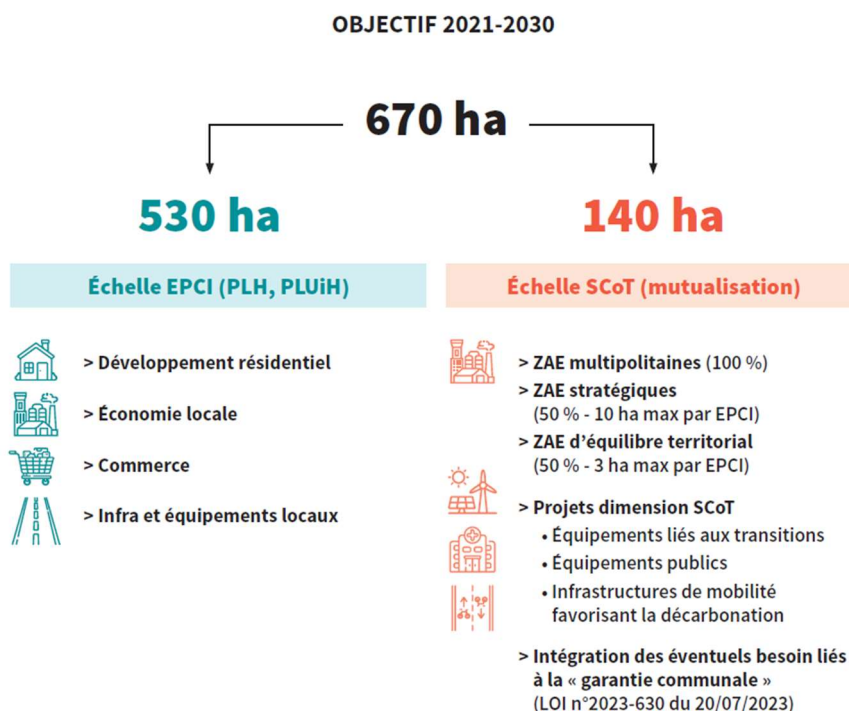 OBJECTIF 2021-2030
670 ha
530 ha
Échelle EPCI (PLH, PLUiH)
> Développement résidentiel
> Économie locale
> Commerce
> Infra et équipements locaux
140 ha
Échelle SCoT (mutualisation)
> ZAE multipolitaines (100 %)
> ZAE stratégiques
(50 % - 10 ha max par EPCI)
> ZAE d’équilibre territorial
(50 % - 3 ha max par EPCI)
> Projets dimension SCoT
• Équipements liés aux transitions
• Équipements publics
• Infrastructures de mobilité
favorisant la décarbonation
> Intégration des éventuels besoin liés
à la « garantie communale »
(LOI n°2023-630 du 20/07/2023)